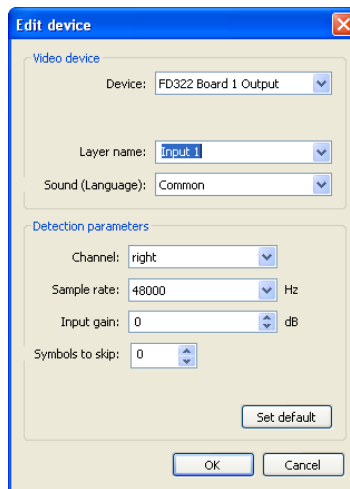 Edit device
Video device
Device: FD322 Board 1 Output
Layer name: Input 1
Sound (Language): Common
Detection parameters
Channel: right
Sample rate: 48000 Hz
Input gain: 0 dB
Symbols to skip: 0
Set default
OK Cancel